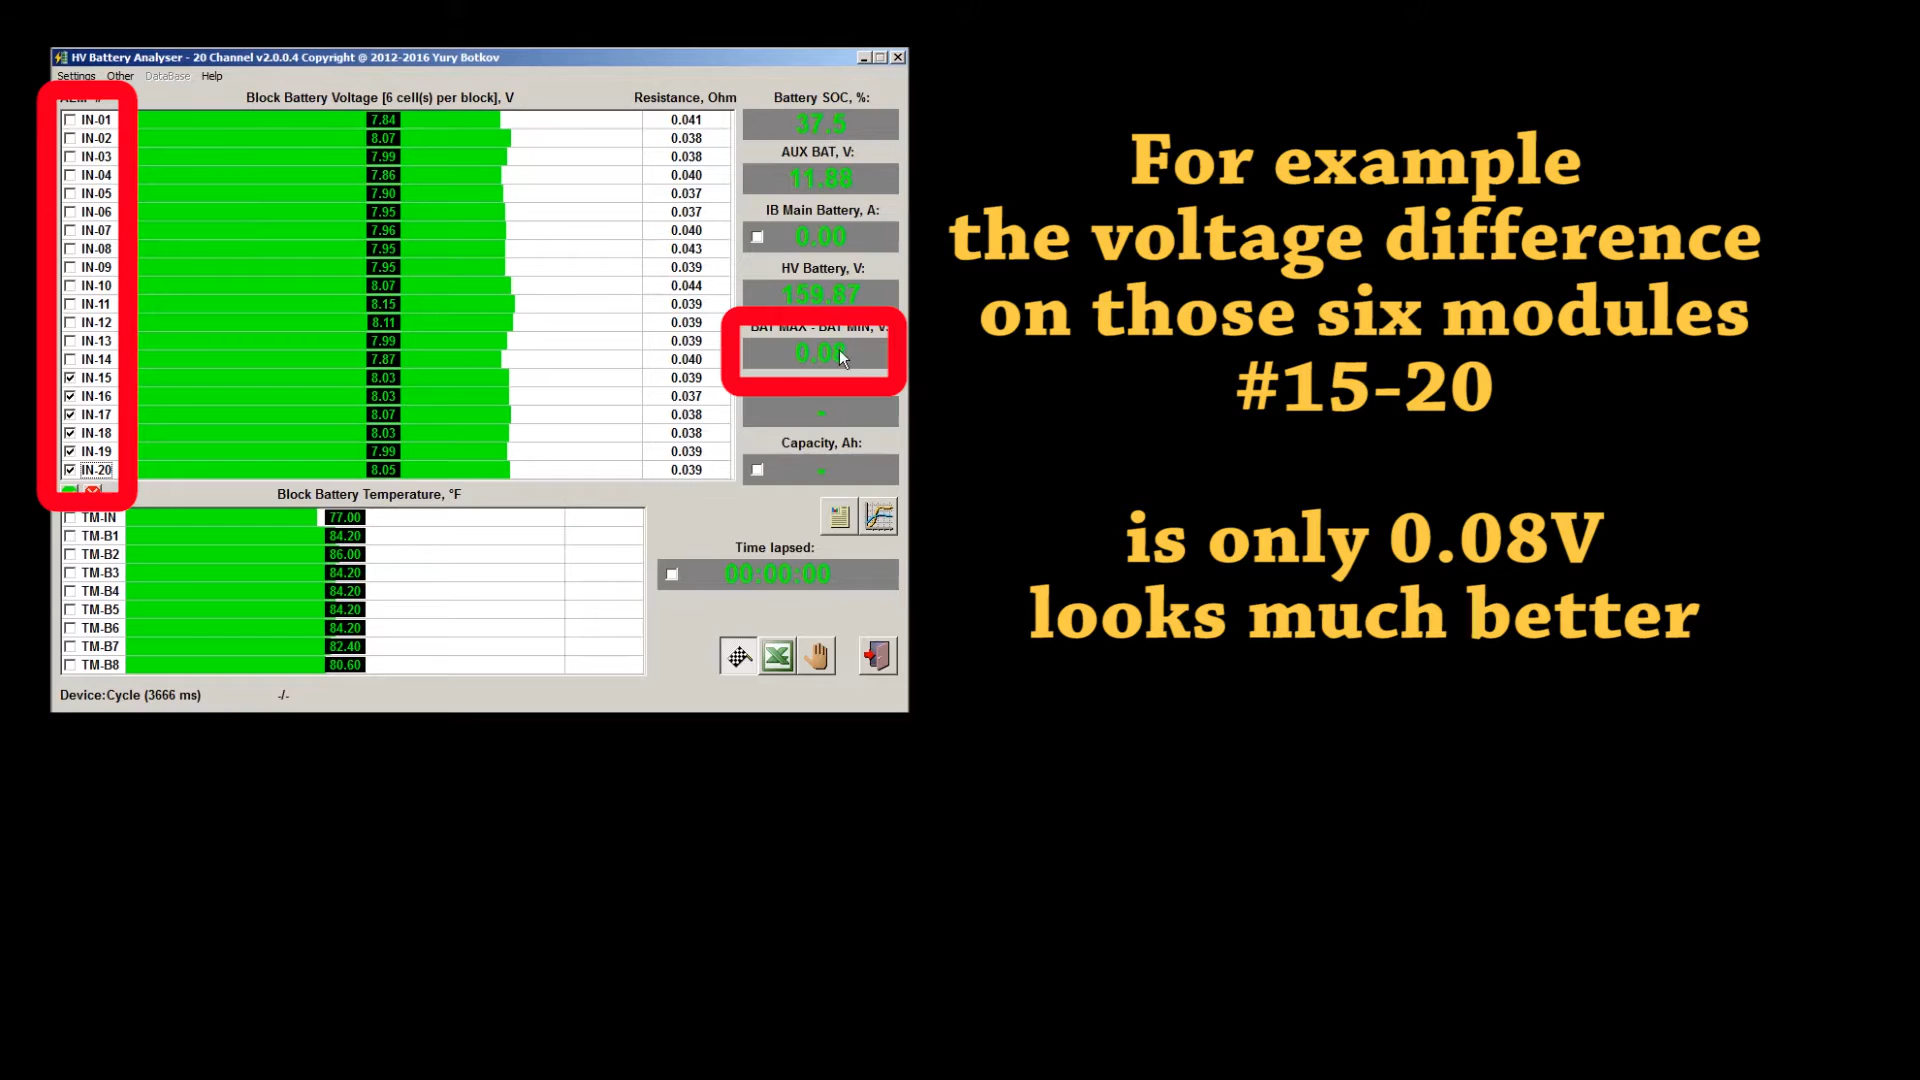 HV Battery Analyser - 20 Channel v2.0.0.4 Copyright @ 2012-2016 Yury Botkov
Settings Other DataBase Help
Block Battery Voltage [6 cell(s) per block], V Resistance, Ohm
IN-01 7.84 0.041
IN-02 8.07 0.038
IN-03 7.99 0.038
IN-04 7.86 0.040
IN-05 7.90 0.037
IN-06 7.95 0.037
IN-07 7.96 0.040
IN-08 7.95 0.043
IN-09 7.95 0.039
IN-10 8.07 0.044
IN-11 8.15 0.039
IN-12 8.11 0.039
IN-13 7.99 0.039
IN-14 7.87 0.040
IN-15 8.03 0.039
IN-16 8.03 0.037
IN-17 8.07 0.038
IN-18 8.03 0.038
IN-19 7.99 0.039
IN-20 8.05 0.039
Battery SOC, %:
37.5
AUX BAT, V:
11.88
IB Main Battery, A:
0.00
HV Battery, V:
159.87
BAT MAX - BAT MIN, V:
0.08
-
Capacity, Ah:
-
Block Battery Temperature, °F
TM-IN 77.00
TM-B1 84.20
TM-B2 86.00
TM-B3 84.20
TM-B4 84.20
TM-B5 84.20
TM-B6 84.20
TM-B7 82.40
TM-B8 80.60
Time lapsed:
00:00:00
Device:Cycle (3666 ms) -/-
For example
the voltage difference
on those six modules
#15-20
is only 0.08V
looks much better